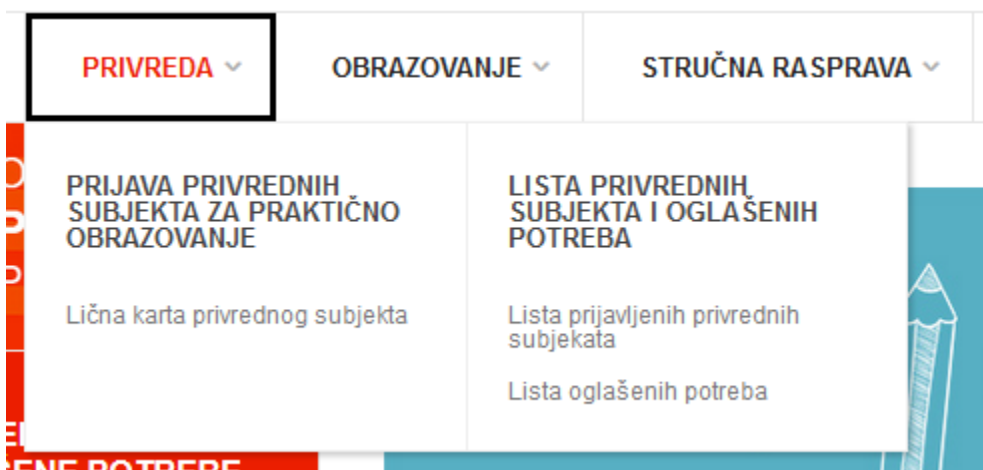 PRIVREDA
OBRAZOVANJE
STRUČNA RASPRAVA
PRIJAVA PRIVREDNIH
SUBJEKTA ZA PRAKTIČNO
OBRAZOVANJE
Lična karta privrednog subjekta
LISTA PRIVREDNIH
SUBJEKTA I OGLAŠENIH
POTREBA
Lista prijavljenih privrednih
subjekata
Lista oglašenih potreba
POTREBE